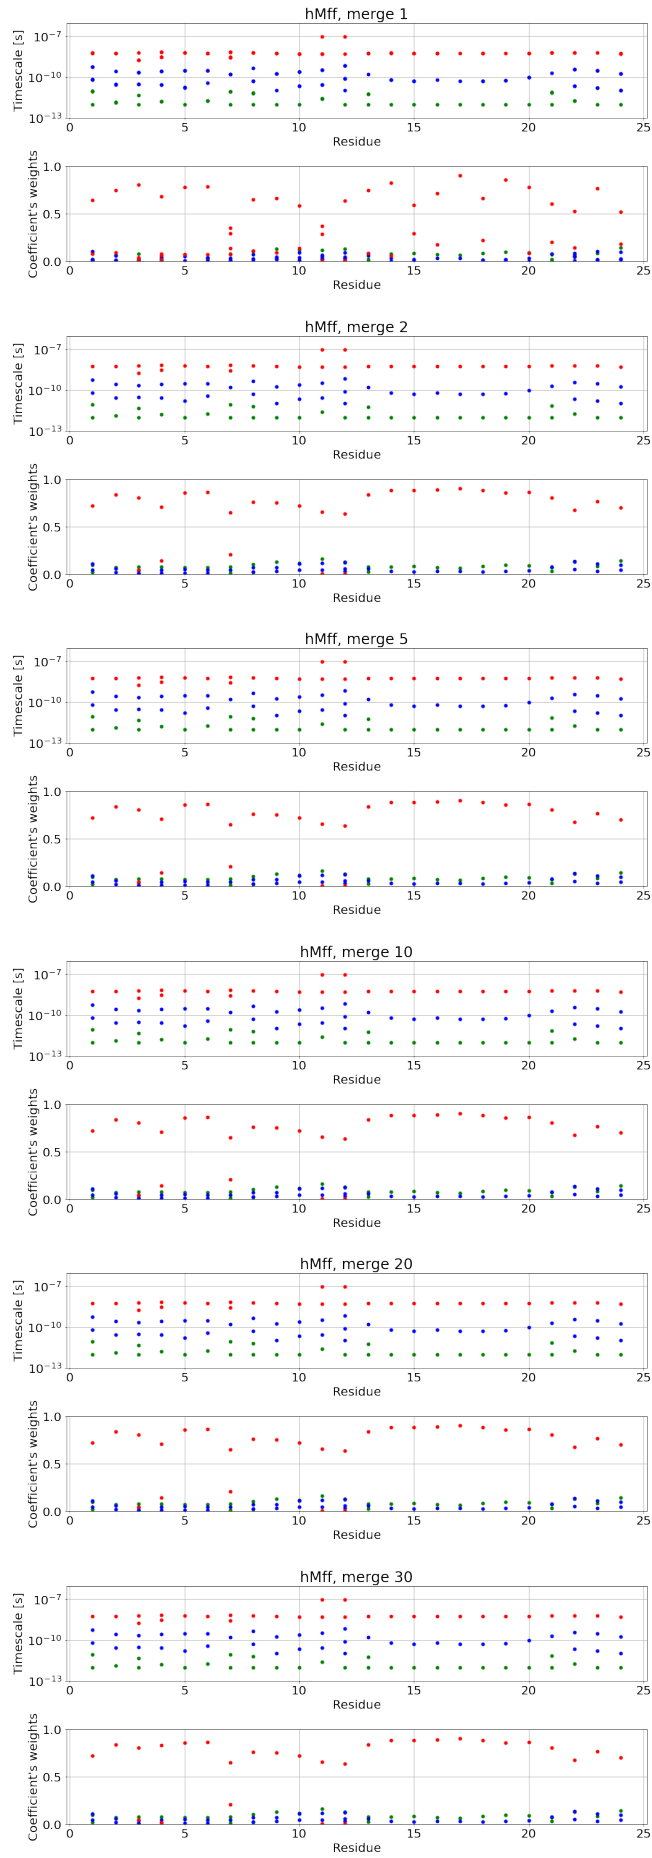 hMff, merge 1
Timescale [s]
10−7
10−10
10−13
0 5 10 15 20 25
Residue
Coefficient's weights
1.0
0.5
0.0
0 5 10 15 20 25
Residue
hMff, merge 2
Timescale [s]
10−7
10−10
10−13
0 5 10 15 20 25
Residue
Coefficient's weights
1.0
0.5
0.0
0 5 10 15 20 25
Residue
hMff, merge 5
Timescale [s]
10−7
10−10
10−13
0 5 10 15 20 25
Residue
Coefficient's weights
1.0
0.5
0.0
0 5 10 15 20 25
Residue
hMff, merge 10
Timescale [s]
10−7
10−10
10−13
0 5 10 15 20 25
Residue
Coefficient's weights
1.0
0.5
0.0
0 5 10 15 20 25
Residue
hMff, merge 20
Timescale [s]
10−7
10−10
10−13
0 5 10 15 20 25
Residue
Coefficient's weights
1.0
0.5
0.0
0 5 10 15 20 25
Residue
hMff, merge 30
Timescale [s]
10−7
10−10
10−13
0 5 10 15 20 25
Residue
Coefficient's weights
1.0
0.5
0.0
0 5 10 15 20 25
Residue